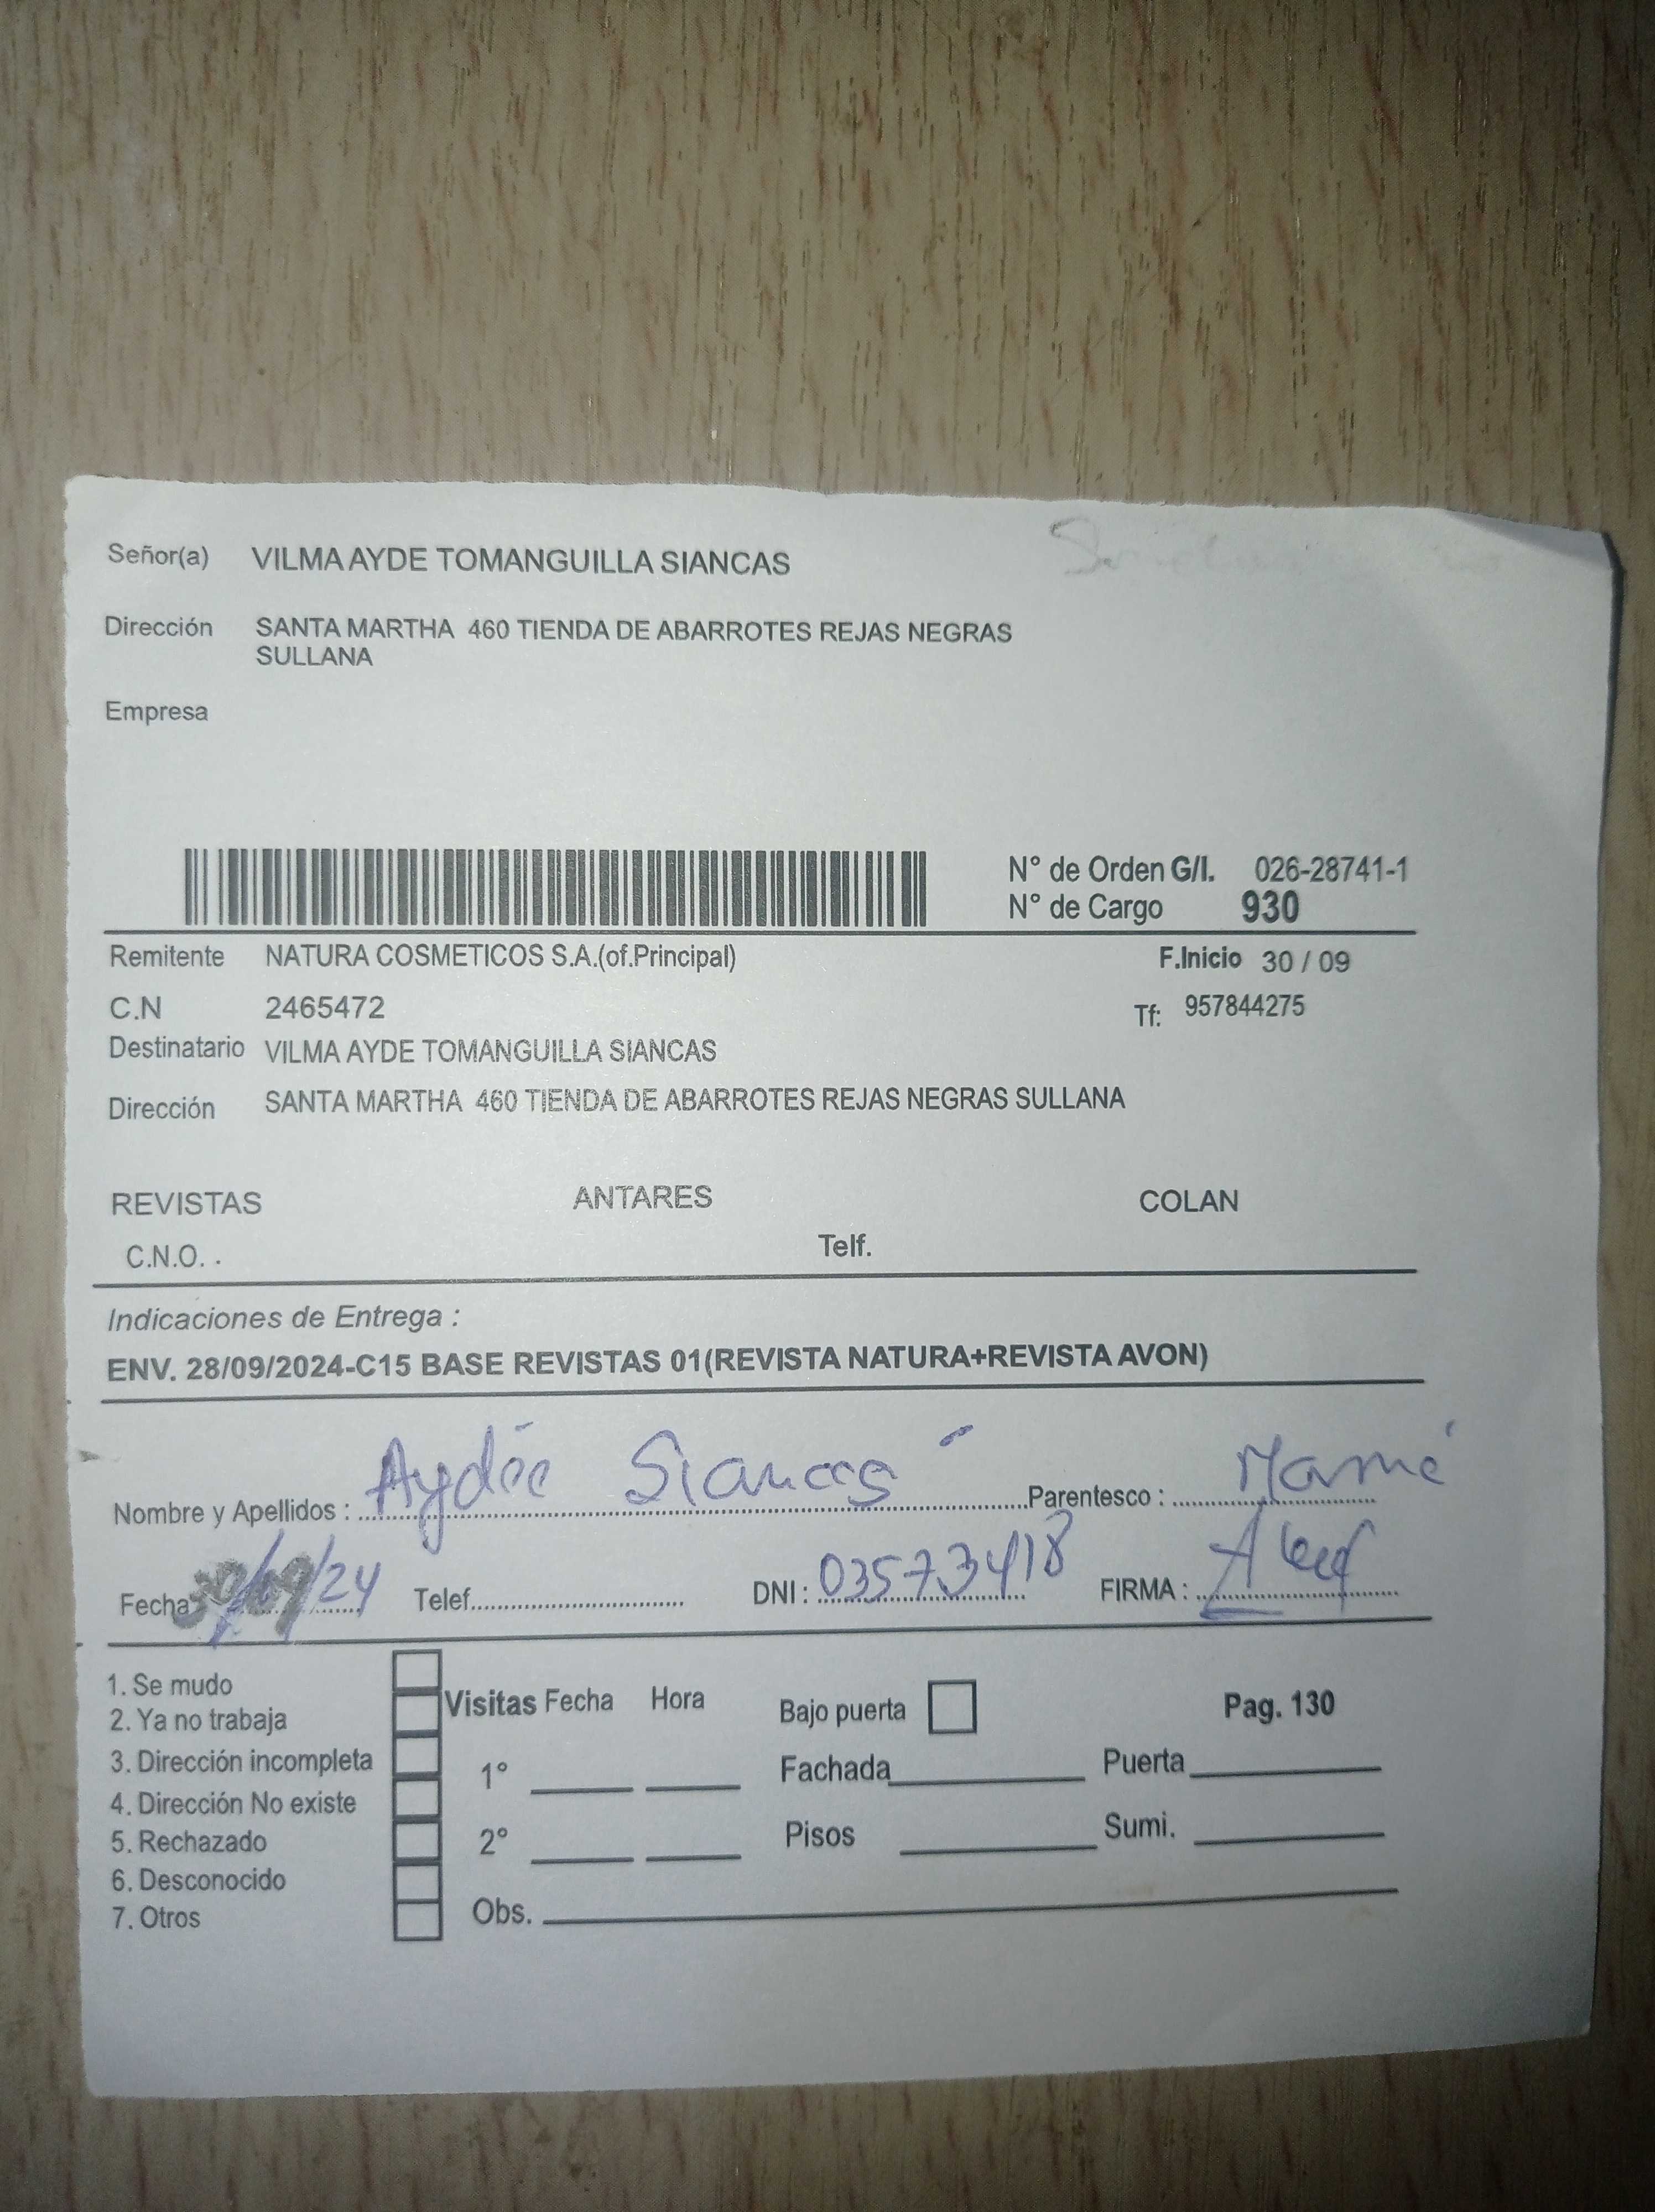 Señor(a) VILMA AYDE TOMANGUILLA SIANCAS
Dirección SANTA MARTHA 460 TIENDA DE ABARROTES REJAS NEGRAS
SULLANA
Empresa
N° de Orden G/I. 026-28741-1
N° de Cargo 930
Remitente NATURA COSMETICOS S.A.(of.Principal) F.Inicio 30 / 09
C.N 2465472 Tf: 957844275
Destinatario VILMA AYDE TOMANGUILLA SIANCAS
Dirección SANTA MARTHA 460 TIENDA DE ABARROTES REJAS NEGRAS SULLANA
REVISTAS ANTARES COLAN
C.N.O. . Telf.
Indicaciones de Entrega :
ENV. 28/09/2024-C15 BASE REVISTAS 01(REVISTA NATURA+REVISTA AVON)
Nombre y Apellidos : Aydée Siancas Parentesco : Mamá
Fecha 30/09/24 Telef. DNI : 03573418 FIRMA :
1. Se mudo
2. Ya no trabaja Visitas Fecha Hora Bajo puerta Pag. 130
3. Dirección incompleta 1° Fachada Puerta
4. Dirección No existe
5. Rechazado 2° Pisos Sumi.
6. Desconocido
7. Otros Obs.